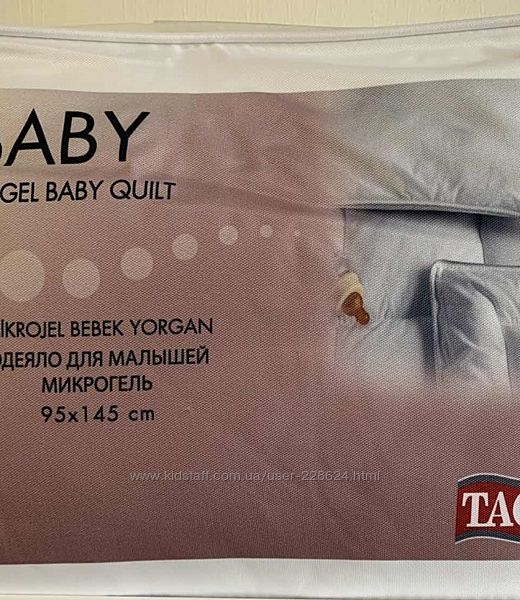 BABY
GEL BABY QUILT
İKROJEL BEBEK YORGAN
ОДЕЯЛО ДЛЯ МАЛЫШЕЙ
МИКРОГЕЛЬ
95x145 cm
www.kidstaff.com.ua/user-228624.html
TAC